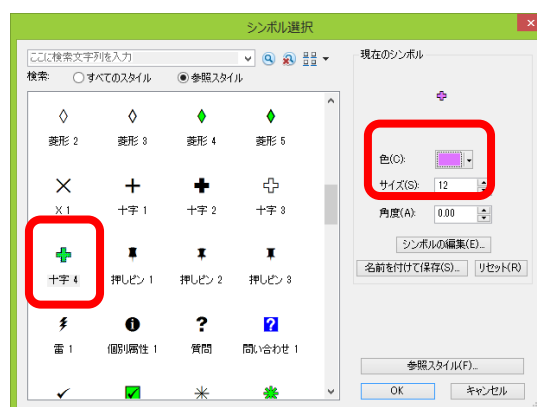 シンボル選択
ここに検索文字列を入力
検索: すべてのスタイル 参照スタイル
菱形 2 菱形 3 菱形 4 菱形 5
X 1 十字 1 十字 2 十字 3
十字 4 押しピン 1 押しピン 2 押しピン 3
雷 1 個別属性 1 質問 問い合わせ 1
現在のシンボル
色(C):
サイズ(S): 12
角度(A): 0.00
シンボルの編集(E)...
名前を付けて保存(S)... リセット(R)
参照スタイル(F)...
OK キャンセル